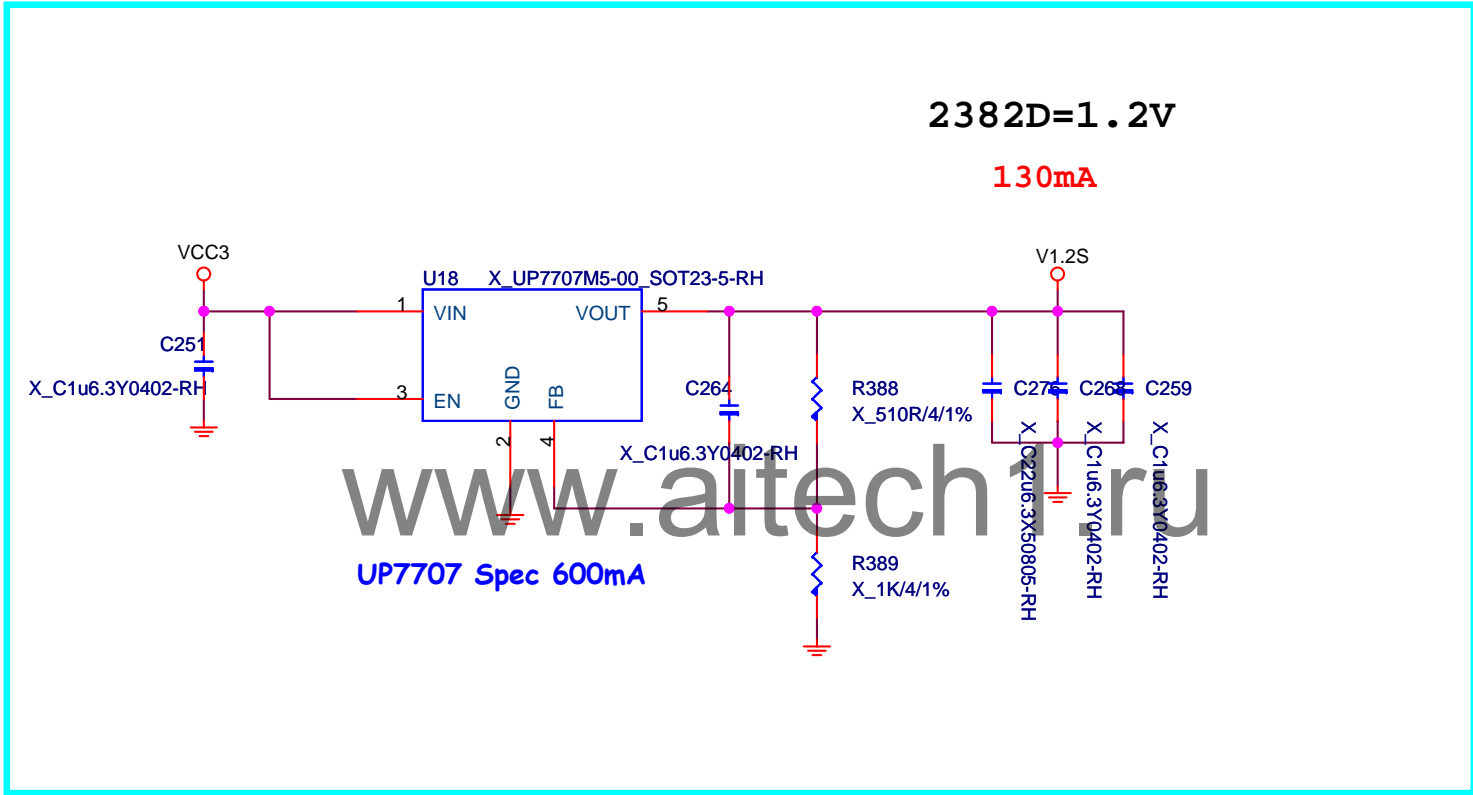 2382D=1.2V
130mA
VCC3
V1.2S
U18 X_UP7707M5-00_SOT23-5-RH
1 VIN VOUT 5
C251
X_C1u6.3Y0402-RH
3 EN GND FB
2 4
C264
X_C1u6.3Y0402-RH
R388
X_510R/4/1%
C276 C268 C259
X_C22u6.3X50805-RH
X_C1u6.3Y0402-RH
X_C1u6.3Y0402-RH
www.aitech1.ru
UP7707 Spec 600mA
R389
X_1K/4/1%